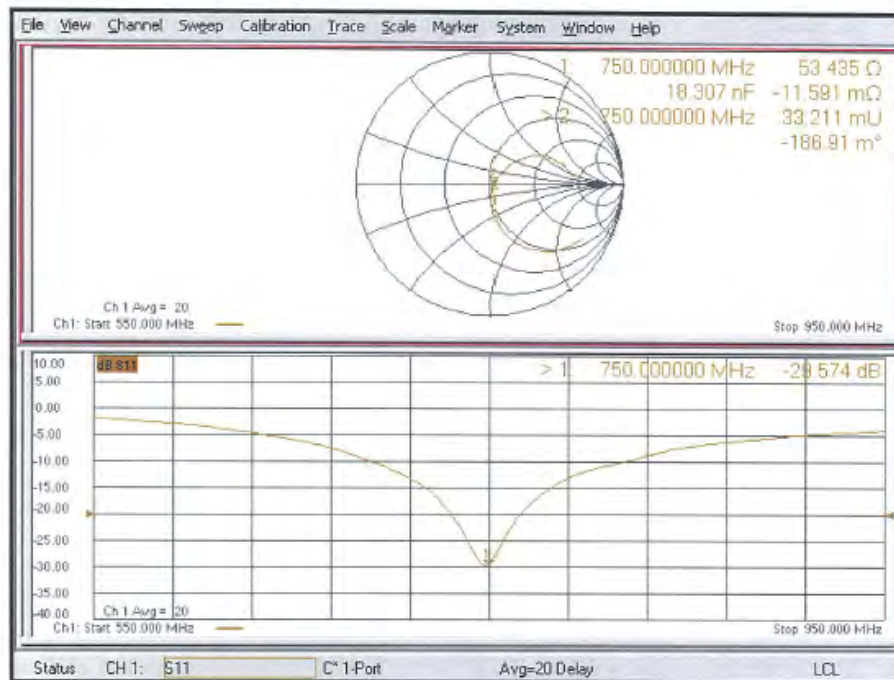 File View Channel Sweep Calibration Trace Scale Marker System Window Help
1 750.000000 MHz 53.435 Ω
18.307 nF -11.591 mΩ
> 2 750.000000 MHz 33.211 mU
-186.91 m°
Ch 1 Avg = 20
Ch1: Start 550.000 MHz
Stop 950.000 MHz
10.00
dB S11
> 1 750.000000 MHz -29.574 dB
5.00
0.00
-5.00
-10.00
-15.00
-20.00
-25.00
1
-30.00
-35.00
-40.00
Ch 1 Avg = 20
Ch1: Start 550.000 MHz
Stop 950.000 MHz
Status CH 1: S11 C* 1-Port Avg=20 Delay LCL